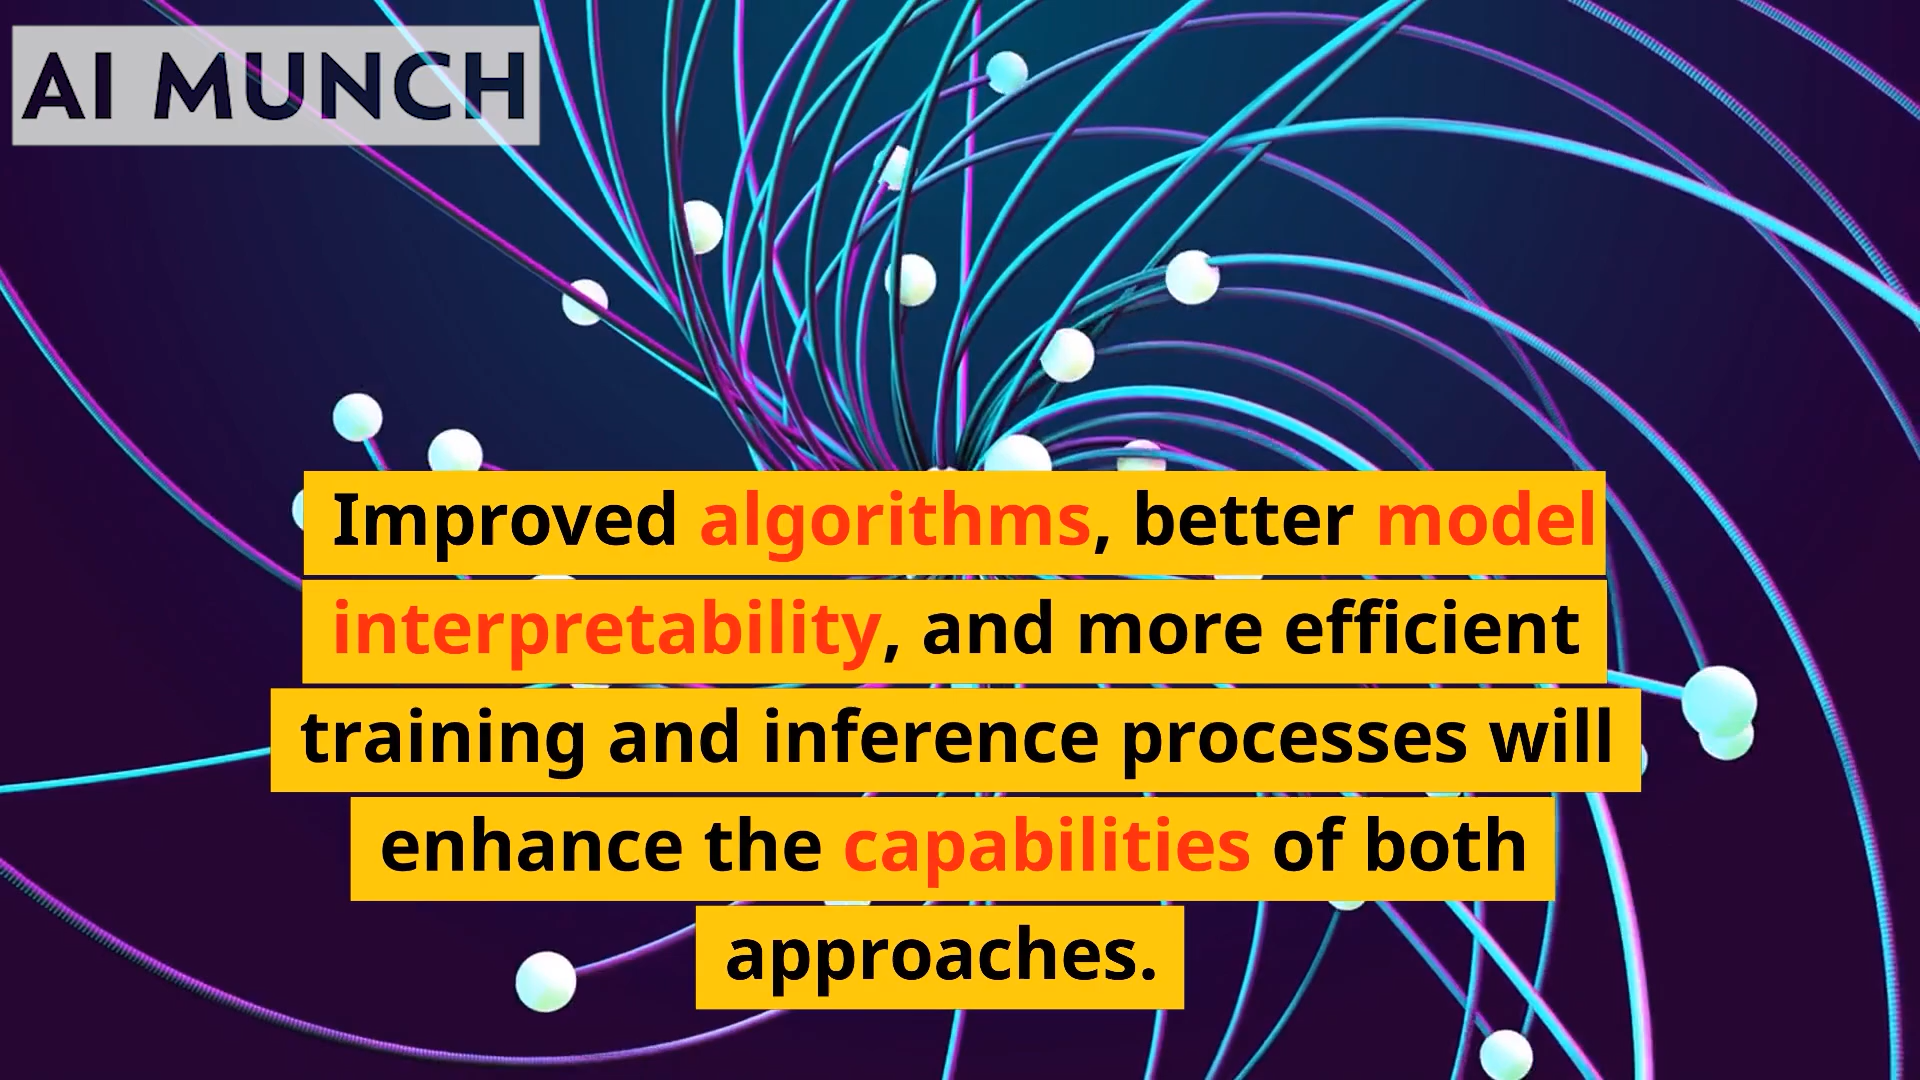 AI MUNCH
Improved algorithms, better model
interpretability, and more efficient
training and inference processes will
enhance the capabilities of both
approaches.